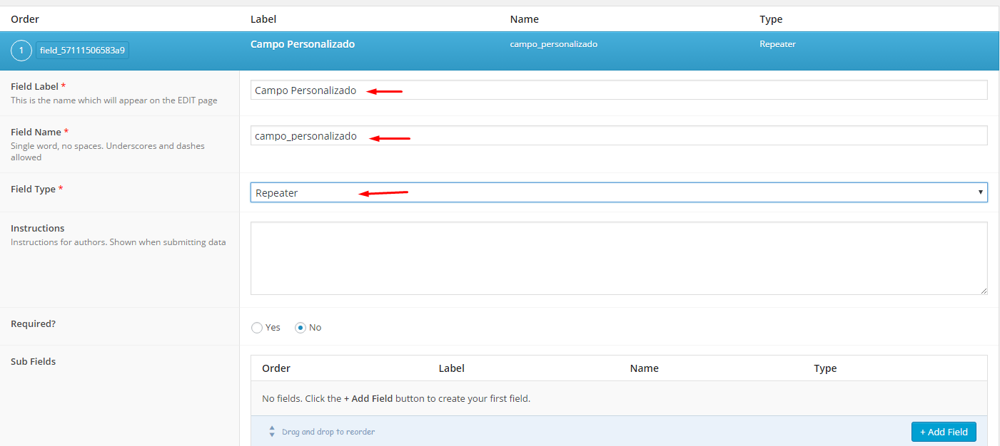 Order Label Name Type
1 field_57111506583a9 Campo Personalizado campo_personalizado Repeater
Field Label *
This is the name which will appear on the EDIT page
Campo Personalizado
Field Name *
Single word, no spaces. Underscores and dashes
allowed
campo_personalizado
Field Type *
Repeater
Instructions
Instructions for authors. Shown when submitting data
Required?
Yes No
Sub Fields
Order Label Name Type
No fields. Click the + Add Field button to create your first field.
Drag and drop to reorder
+ Add Field